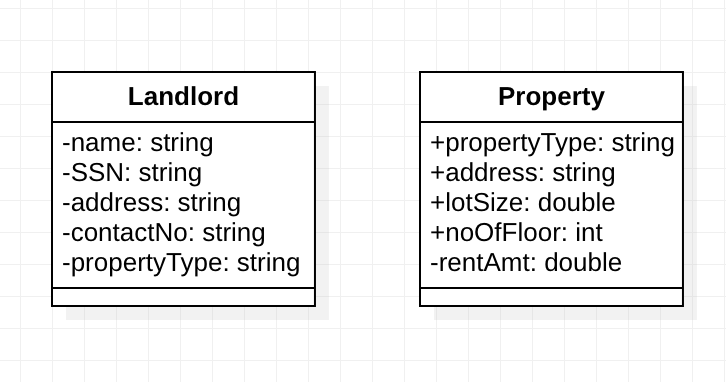 Landlord
-name: string
-SSN: string
-address: string
-contactNo: string
-propertyType: string
Property
+propertyType: string
+address: string
+lotSize: double
+noOfFloor: int
-rentAmt: double